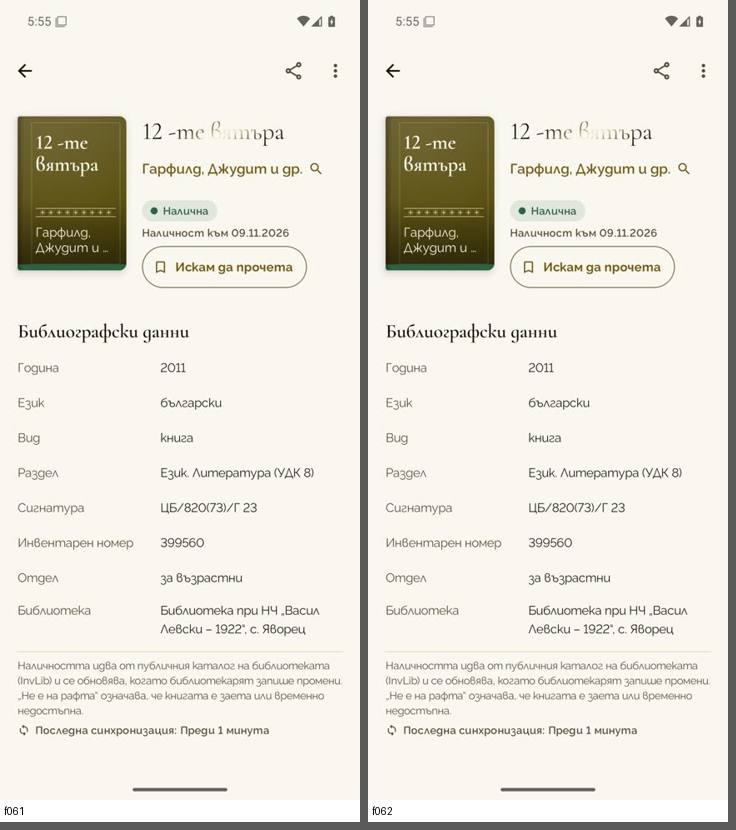 5:55
12 -те
вятъра
Гарфилд,
Джудит и ...
12 -те вятъра
Гарфилд, Джудит и др.
Налична
Наличност към 09.11.2026
Искам да прочета
Библиографски данни
Година 2011
Език български
Вид книга
Раздел Език. Литература (УДК 8)
Сигнатура ЦБ/820(73)/Г 23
Инвентарен номер 399560
Отдел за възрастни
Библиотека Библиотека при НЧ „Васил
Левски – 1922“, с. Яворец
Наличността идва от публичния каталог на библиотеката
(InvLib) и се обновява, когато библиотекарят запише промени.
„Не е на рафта“ означава, че книгата е заета или временно
недостъпна.
Последна синхронизация: Преди 1 минута
f061
5:55
12 -те
вятъра
Гарфилд,
Джудит и ...
12 -те вятъра
Гарфилд, Джудит и др.
Налична
Наличност към 09.11.2026
Искам да прочета
Библиографски данни
Година 2011
Език български
Вид книга
Раздел Език. Литература (УДК 8)
Сигнатура ЦБ/820(73)/Г 23
Инвентарен номер 399560
Отдел за възрастни
Библиотека Библиотека при НЧ „Васил
Левски – 1922“, с. Яворец
Наличността идва от публичния каталог на библиотеката
(InvLib) и се обновява, когато библиотекарят запише промени.
„Не е на рафта“ означава, че книгата е заета или временно
недостъпна.
Последна синхронизация: Преди 1 минута
f062